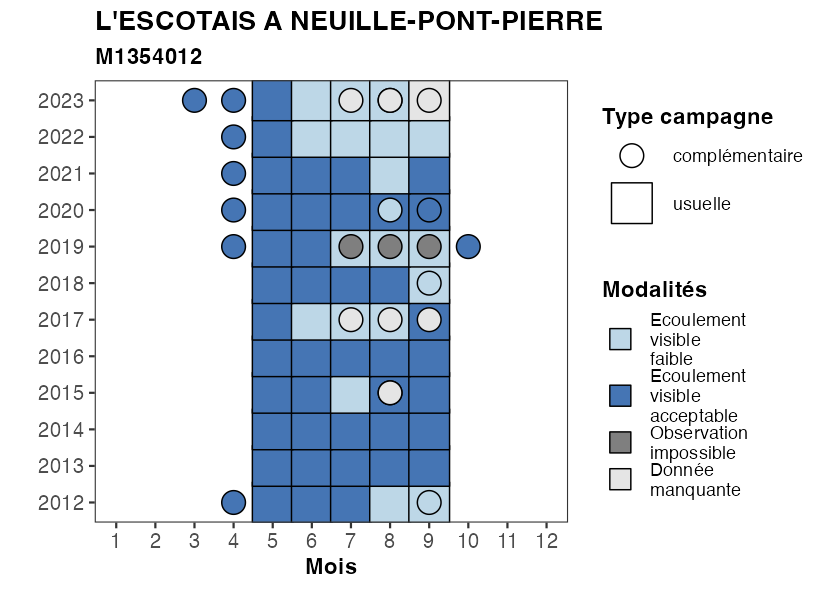 L'ESCOTAIS A NEUILLE-PONT-PIERRE
M1354012
2023
2022
2021
2020
2019
2018
2017
2016
2015
2014
2013
2012
1 2 3 4 5 6 7 8 9 10 11 12
Mois
Type campagne
complémentaire
usuelle
Modalités
Ecoulement
visible
faible
Ecoulement
visible
acceptable
Observation
impossible
Donnée
manquante